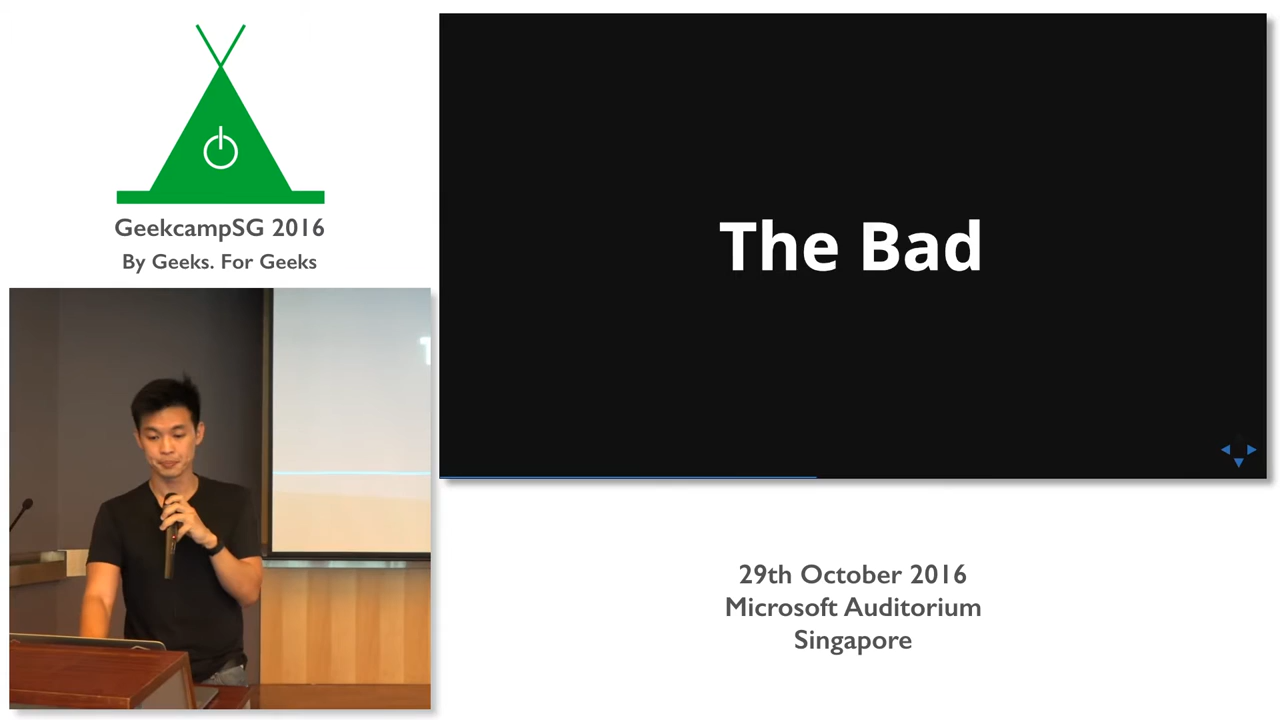 GeekcampSG 2016
By Geeks. For Geeks
The Bad
29th October 2016
Microsoft Auditorium
Singapore